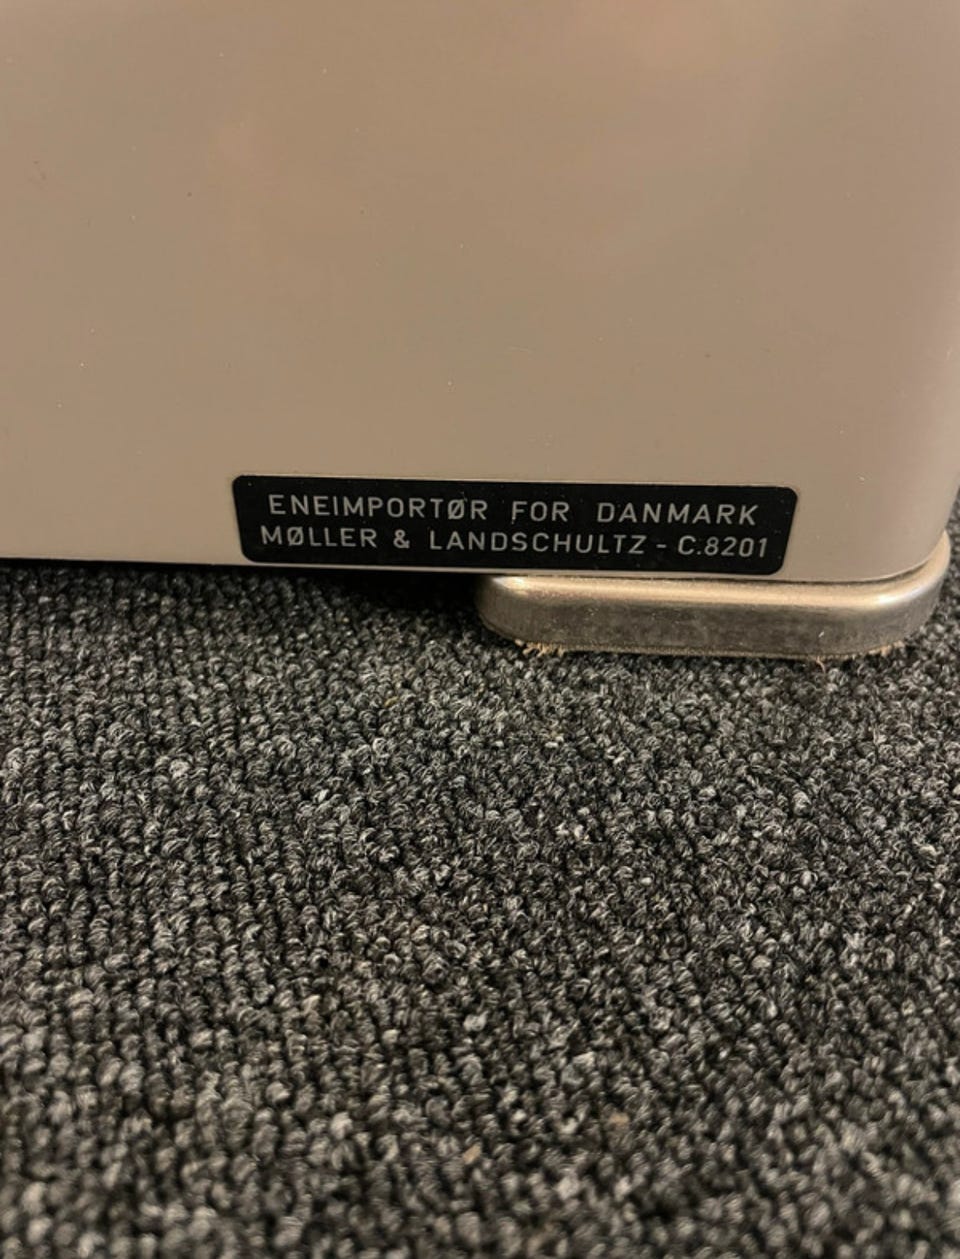 ENEIMPORTØR FOR DANMARK
MØLLER & LANDSCHULTZ - C.8201